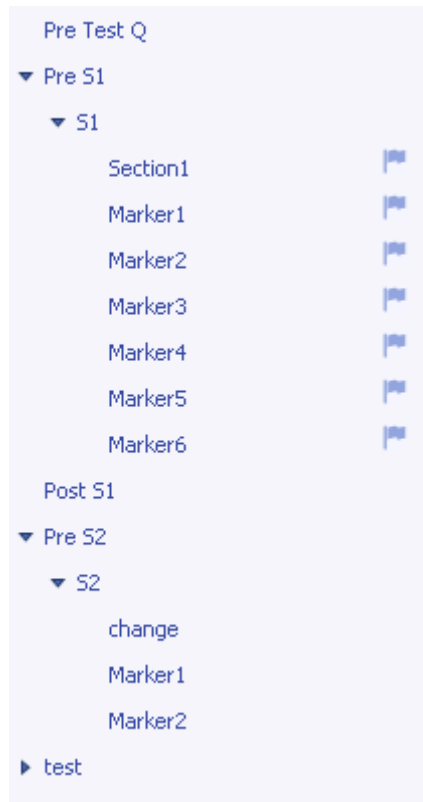 Pre Test Q
Pre S1
S1
Section1
Marker1
Marker2
Marker3
Marker4
Marker5
Marker6
Post S1
Pre S2
S2
change
Marker1
Marker2
test